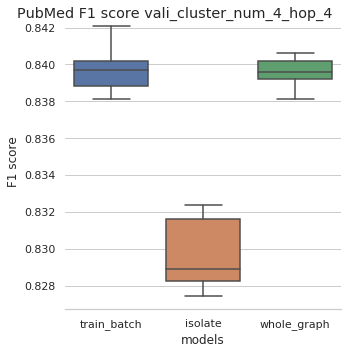 PubMed F1 score vali_cluster_num_4_hop_4
0.842
0.840
0.838
0.836
0.834
0.832
0.830
0.828
F1 score
train_batch
isolate
whole_graph
models